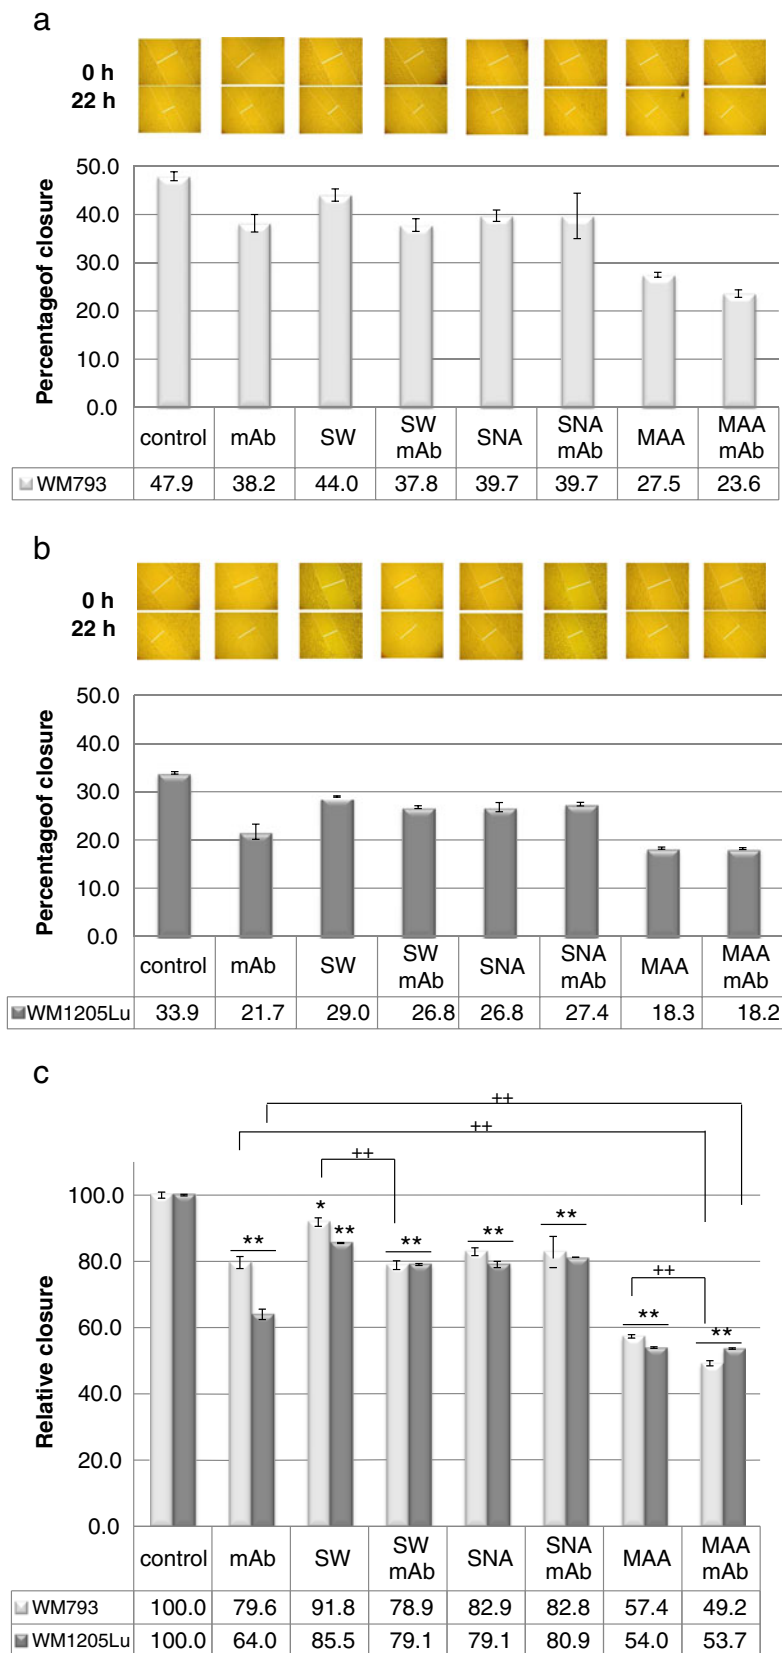 a
0 h
22 h
50.0
40.0
30.0
20.0
10.0
0.0
Percentageof closure
control mAb SW SW mAb SNA SNA mAb MAA MAA mAb
WM793 47.9 38.2 44.0 37.8 39.7 39.7 27.5 23.6
b
0 h
22 h
50.0
40.0
30.0
20.0
10.0
0.0
Percentageof closure
control mAb SW SW mAb SNA SNA mAb MAA MAA mAb
WM1205Lu 33.9 21.7 29.0 26.8 26.8 27.4 18.3 18.2
c
++
++
++
100.0
* ** ** ** ** **
80.0
++
60.0
** **
40.0
20.0
0.0
Relative closure
control mAb SW SW mAb SNA SNA mAb MAA MAA mAb
WM793 100.0 79.6 91.8 78.9 82.9 82.8 57.4 49.2
WM1205Lu 100.0 64.0 85.5 79.1 79.1 80.9 54.0 53.7